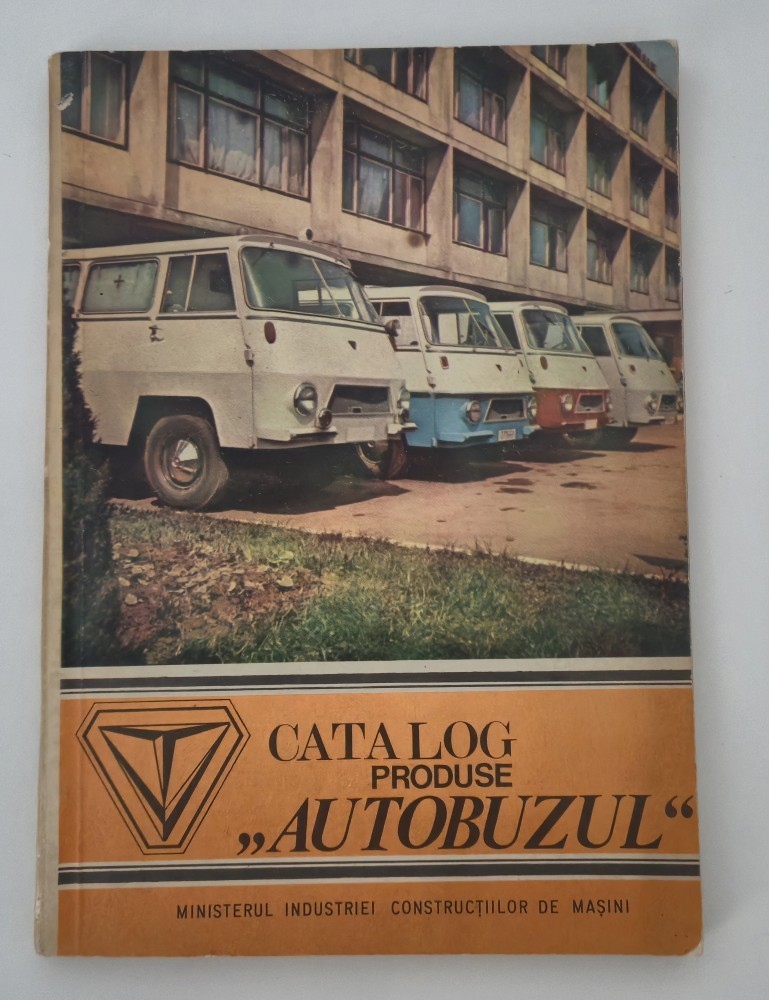 CATALOG
PRODUSE
„AUTOBUZUL“
MINISTERUL INDUSTRIEI CONSTRUCȚIILOR DE MAȘINI